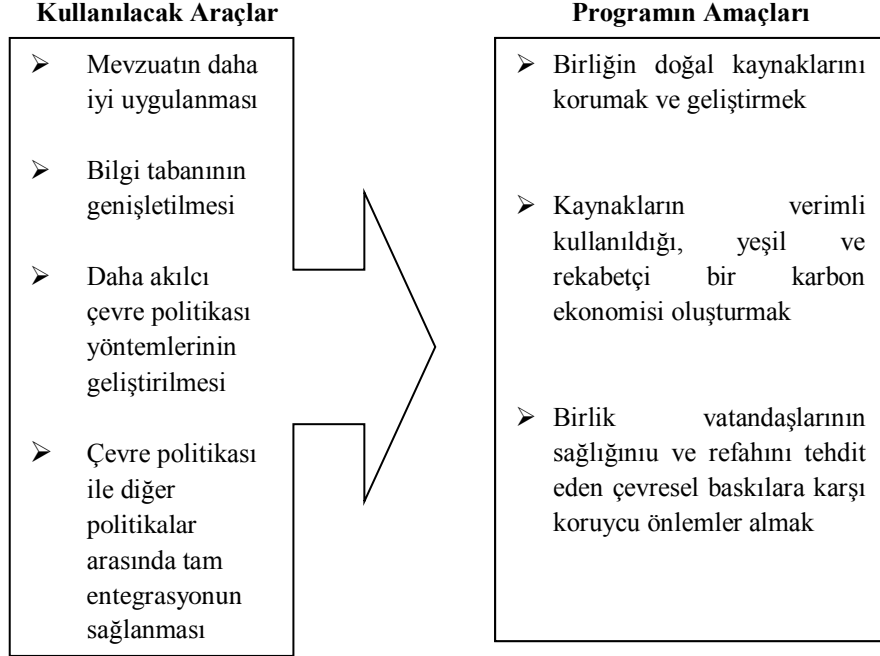 Kullanılacak Araçlar
➢ Mevzuatın daha
iyi uygulanması
➢ Bilgi tabanının
genişletilmesi
➢ Daha akılcı
çevre politikası
yöntemlerinin
geliştirilmesi
➢ Çevre politikası
ile diğer
politikalar
arasında tam
entegrasyonun
sağlanması
Programın Amaçları
➢ Birliğin doğal kaynaklarını
korumak ve geliştirmek
➢ Kaynakların verimli
kullanıldığı, yeşil ve
rekabetçi bir karbon
ekonomisi oluşturmak
➢ Birlik vatandaşlarının
sağlığınıu ve refahını tehdit
eden çevresel baskılara karşı
koruycu önlemler almak